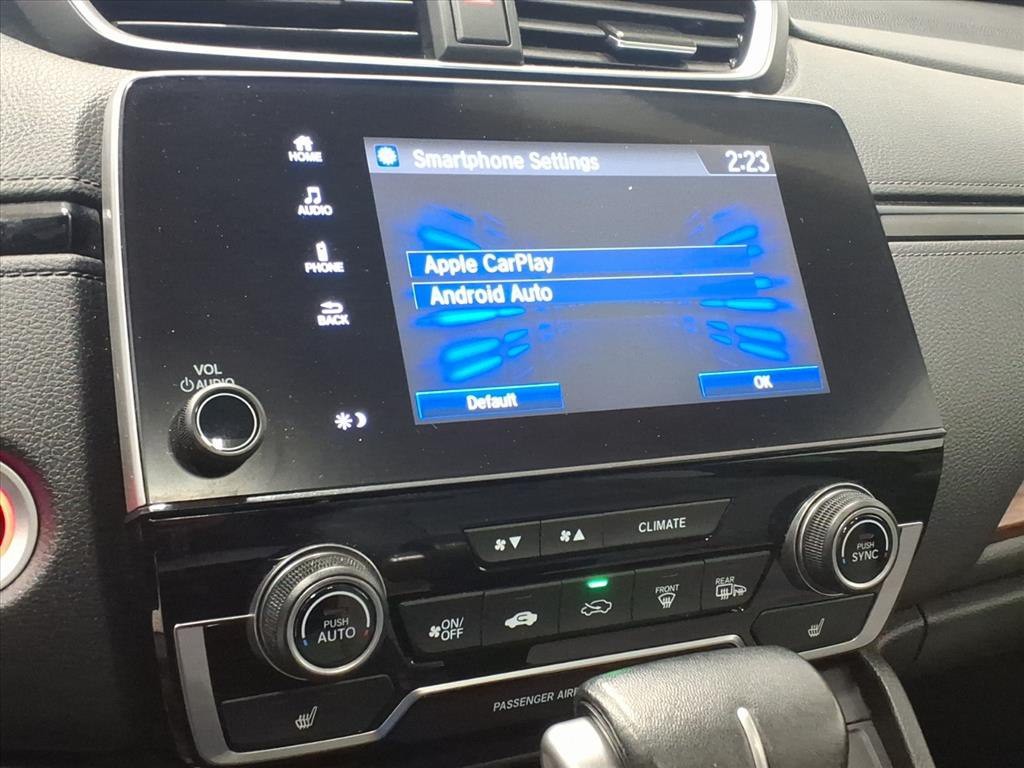 HOME
Smartphone Settings 2:23
AUDIO
PHONE
Apple CarPlay
Android Auto
BACK
VOL
AUDIO
Default
OK
CLIMATE
PUSH
SYNC
PUSH
AUTO
ON/
OFF
FRONT
REAR
PASSENGER